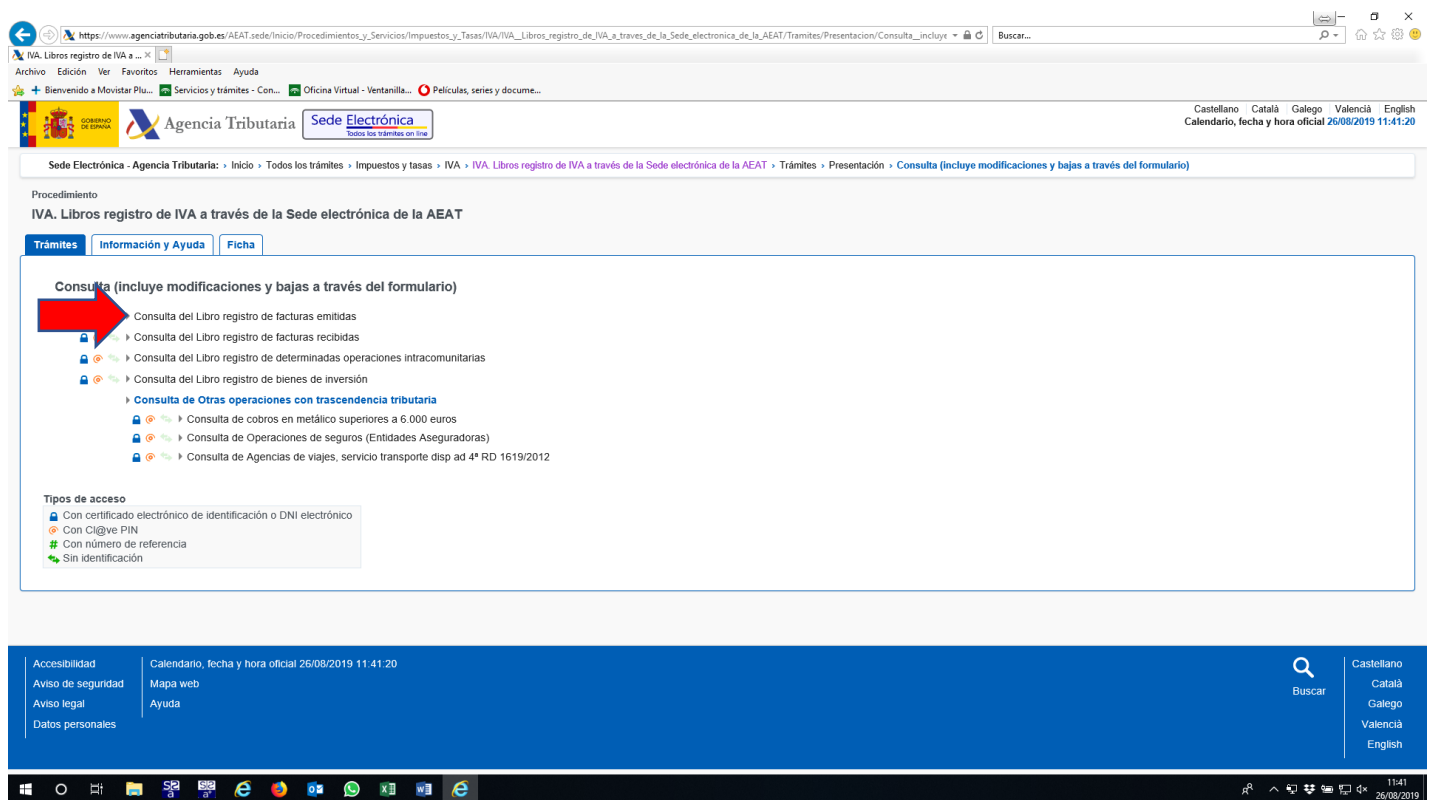 https://www.agenciatributaria.gob.es/AEAT.sede/Inicio/Procedimientos_y_Servicios/Impuestos_y_Tasas/IVA/IVA__Libros_registro_de_IVA_a_traves_de_la_Sede_electronica_de_la_AEAT/Tramites/Presentacion/Consulta__incluye Buscar...
IVA. Libros registro de IVA a ...
Archivo Edición Ver Favoritos Herramientas Ayuda
Bienvenido a Movistar Plu... Servicios y trámites - Con... Oficina Virtual - Ventanilla... Películas, series y docume...
GOBIERNO DE ESPAÑA
Agencia Tributaria
Sede Electrónica
Todos los trámites on line
Castellano Català Galego Valencià English
Calendario, fecha y hora oficial 26/08/2019 11:41:20
Sede Electrónica - Agencia Tributaria: › Inicio › Todos los trámites › Impuestos y tasas › IVA › IVA. Libros registro de IVA a través de la Sede electrónica de la AEAT › Trámites › Presentación › Consulta (incluye modificaciones y bajas a través del formulario)
Procedimiento
IVA. Libros registro de IVA a través de la Sede electrónica de la AEAT
Trámites Información y Ayuda Ficha
Consulta (incluye modificaciones y bajas a través del formulario)
Consulta del Libro registro de facturas emitidas
Consulta del Libro registro de facturas recibidas
Consulta del Libro registro de determinadas operaciones intracomunitarias
Consulta del Libro registro de bienes de inversión
Consulta de Otras operaciones con trascendencia tributaria
Consulta de cobros en metálico superiores a 6.000 euros
Consulta de Operaciones de seguros (Entidades Aseguradoras)
Consulta de Agencias de viajes, servicio transporte disp ad 4ª RD 1619/2012
Tipos de acceso
Con certificado electrónico de identificación o DNI electrónico
Con Cl@ve PIN
# Con número de referencia
Sin identificación
Accesibilidad
Aviso de seguridad
Aviso legal
Datos personales
Calendario, fecha y hora oficial 26/08/2019 11:41:20
Mapa web
Ayuda
Buscar
Castellano
Català
Galego
Valencià
English
11:41
26/08/2019